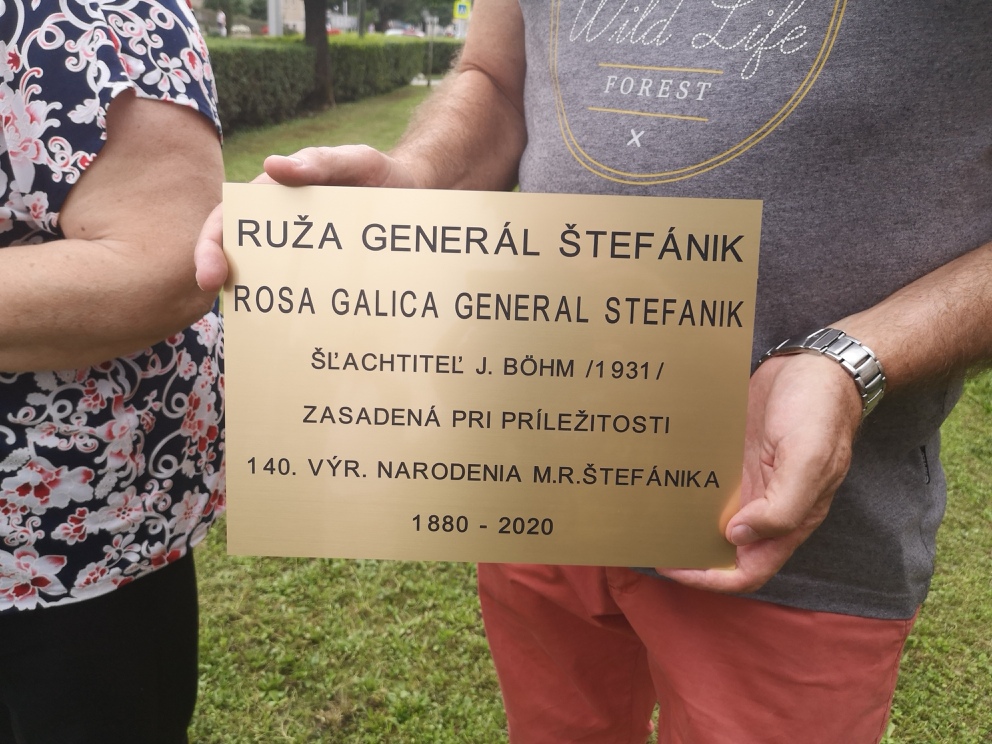 Wild Life
FOREST
X
RUŽA GENERÁL ŠTEFÁNIK
ROSA GALICA GENERAL STEFANIK
ŠĽACHTITEĽ J. BÖHM /1931/
ZASADENÁ PRI PRÍLEŽITOSTI
140. VÝR. NARODENIA M.R.ŠTEFÁNIKA
1880 - 2020